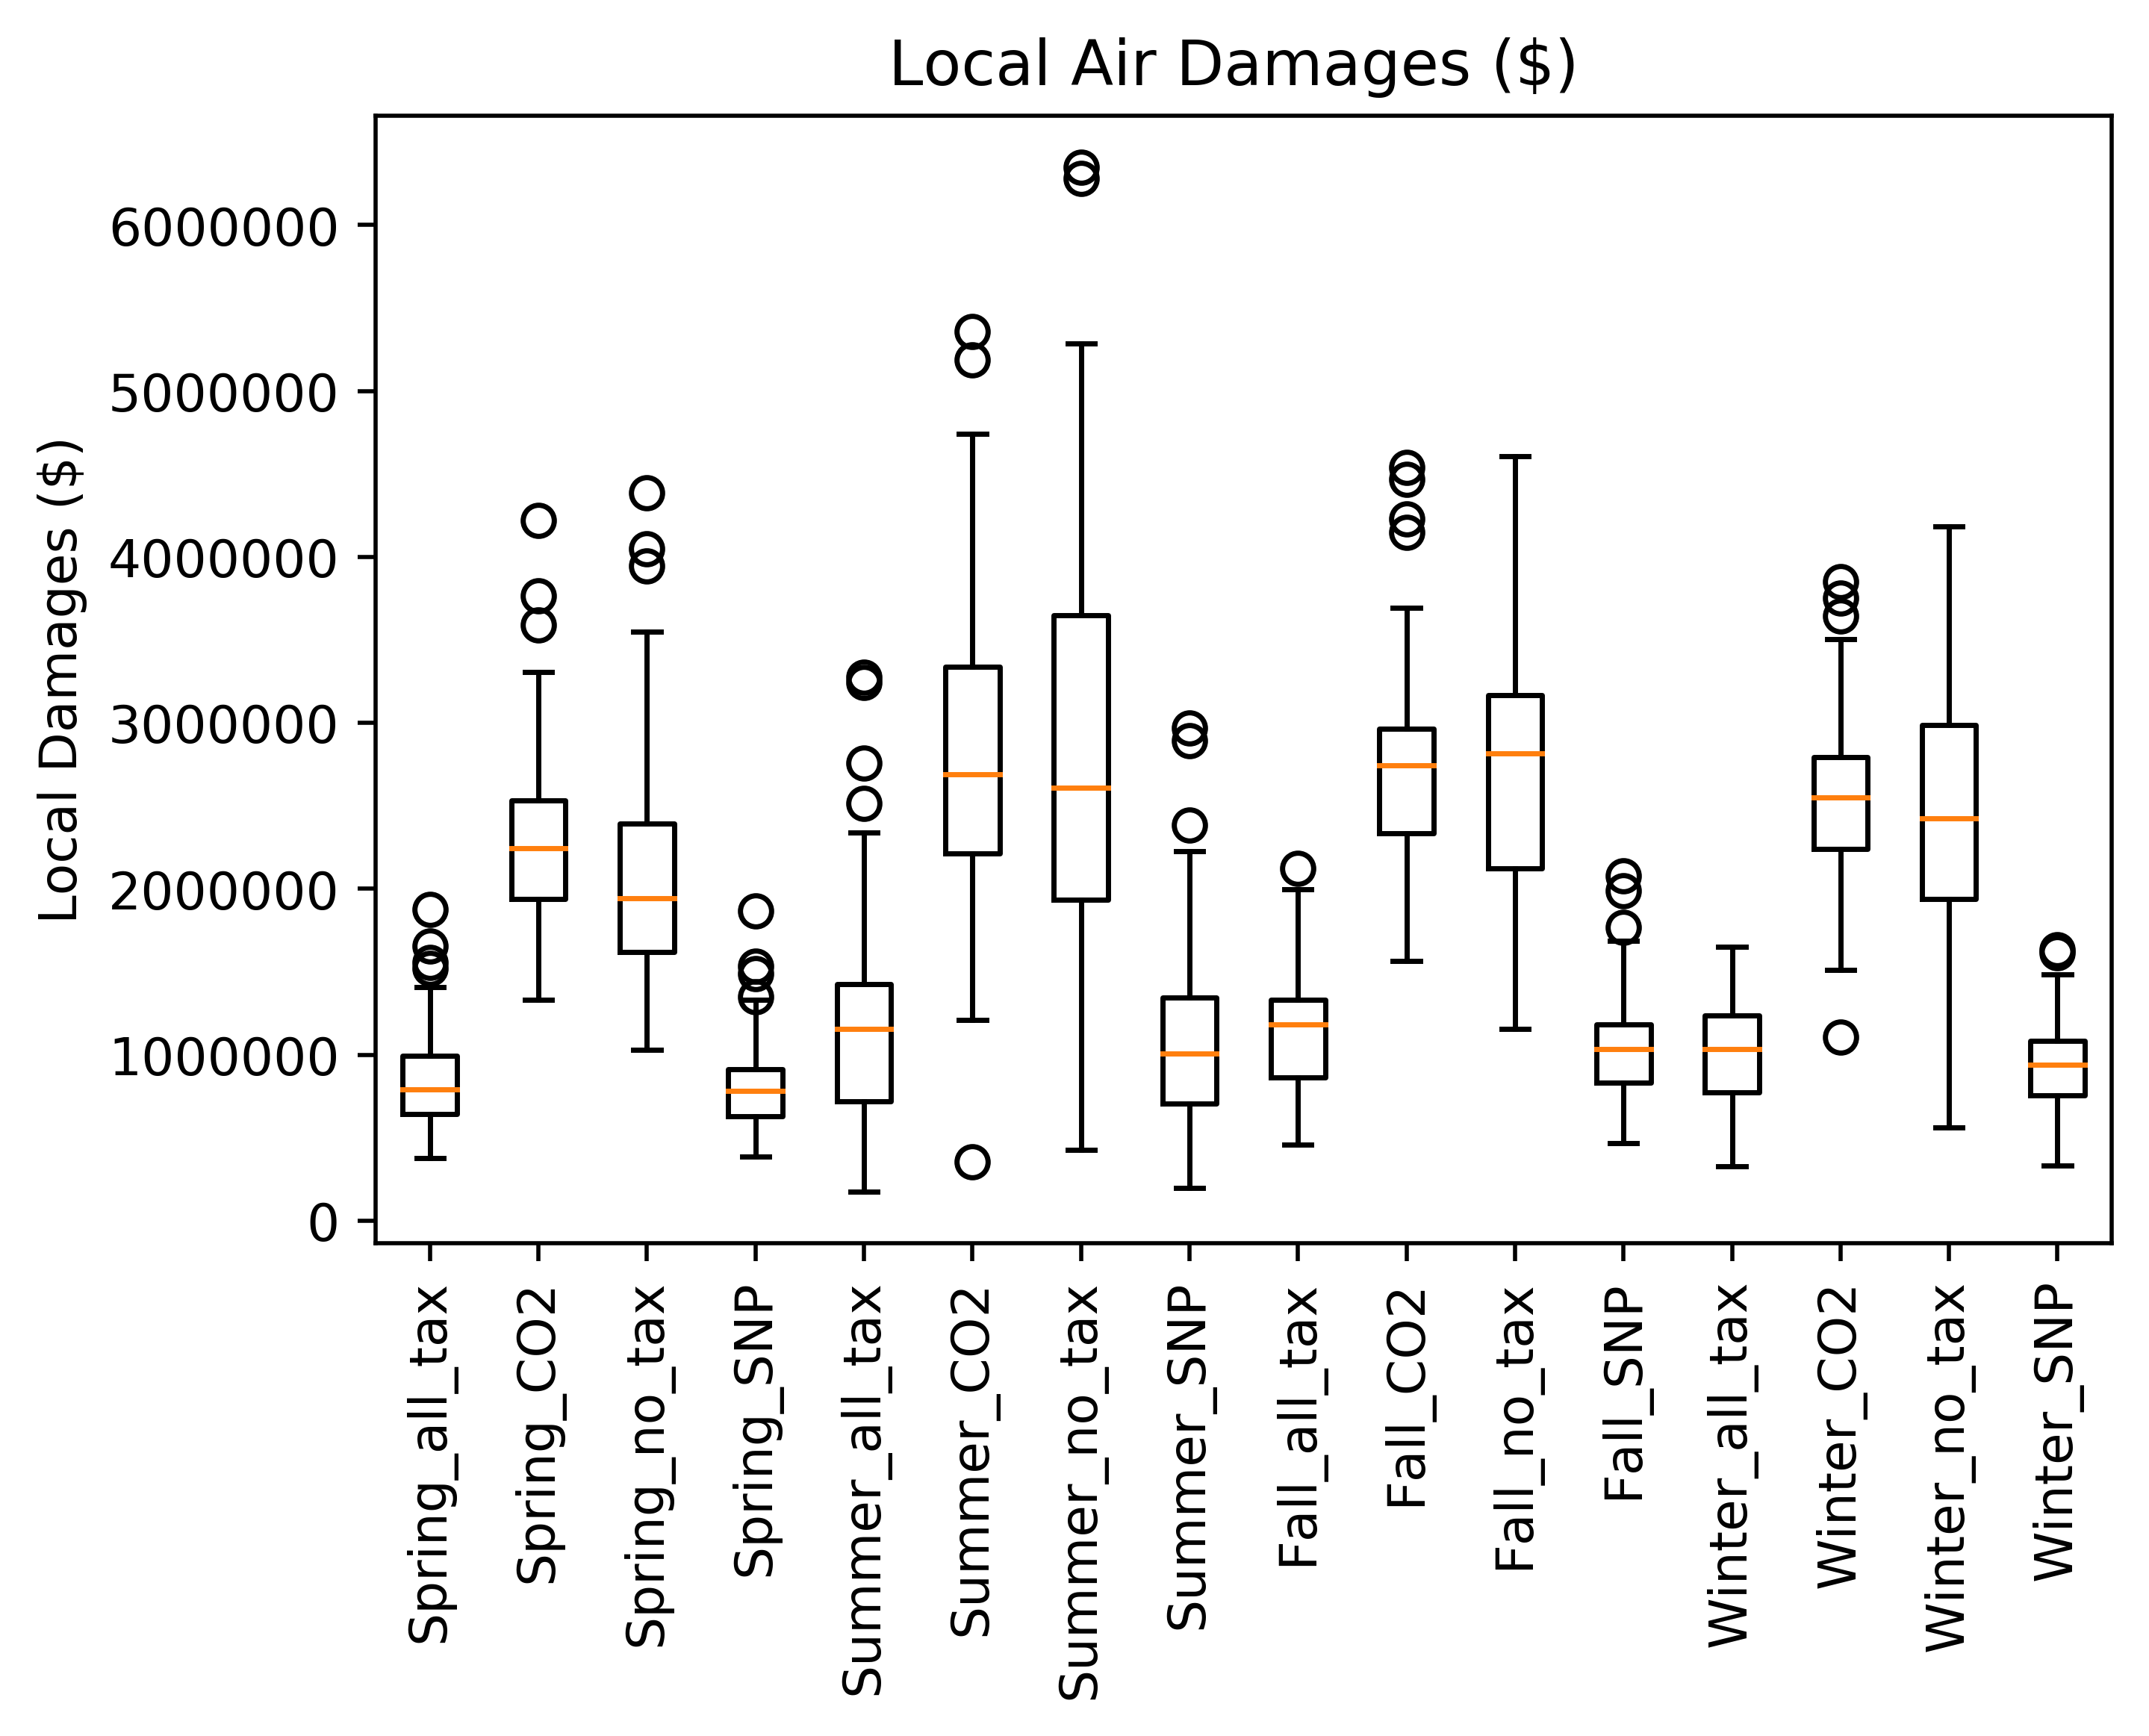 Local Air Damages ($)
Local Damages ($)
6000000
5000000
4000000
3000000
2000000
1000000
0
Spring_all_tax
Spring_CO2
Spring_no_tax
Spring_SNP
Summer_all_tax
Summer_CO2
Summer_no_tax
Summer_SNP
Fall_all_tax
Fall_CO2
Fall_no_tax
Fall_SNP
Winter_all_tax
Winter_CO2
Winter_no_tax
Winter_SNP